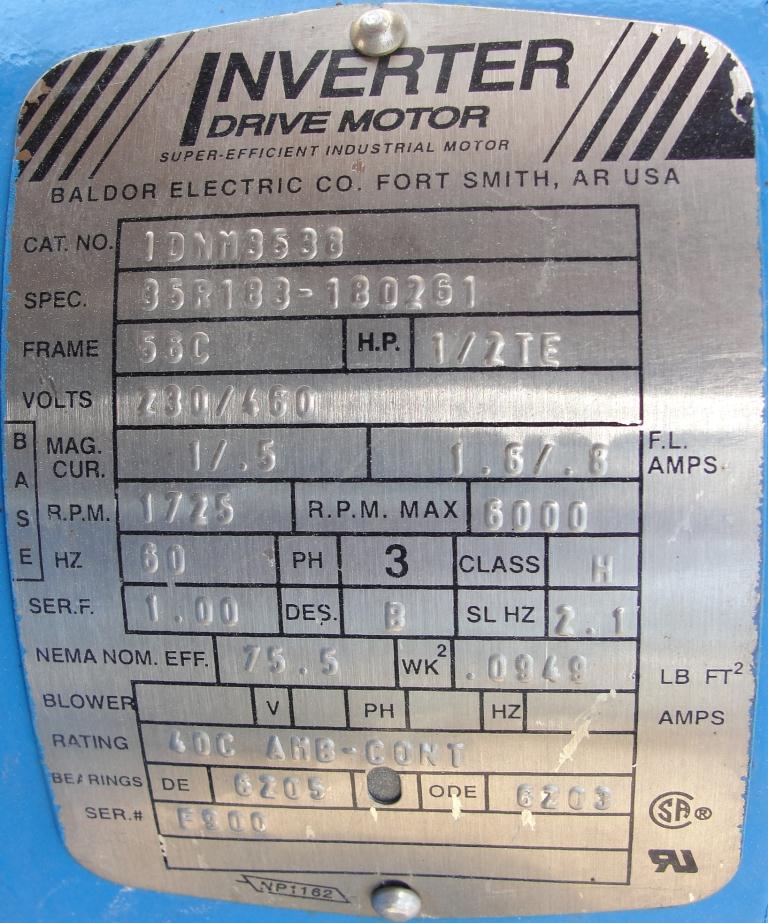 INVERTER
DRIVE MOTOR
SUPER-EFFICIENT INDUSTRIAL MOTOR
BALDOR ELECTRIC CO. FORT SMITH, AR USA
CAT. NO. IDNM3538
SPEC. 35R183-180261
FRAME 56C H.P. 1/2TE
VOLTS 230/460
BASE
MAG. CUR. 1/.5 1.6/.8 F.L. AMPS
R.P.M. 1725 R.P.M. MAX 6000
HZ 60 PH 3 CLASS H
SER.F. 1.00 DES. B SL HZ 2.1
NEMA NOM. EFF. 75.5 WK2 .0949 LB FT2
BLOWER V PH HZ AMPS
RATING 40C AMB-CONT
BEARINGS DE 6205 ODE 6203
SER.# F900
SA ®
RU
NP1162